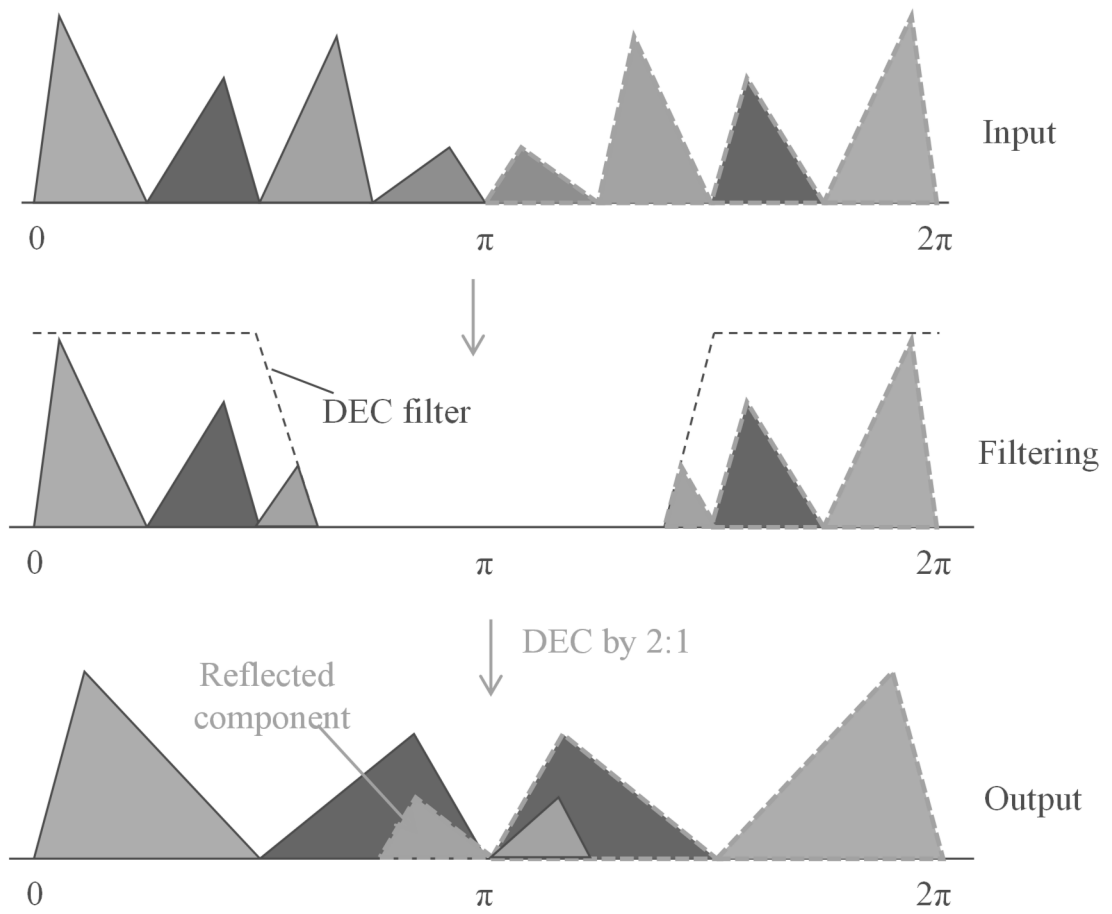 Input
0 π 2π
DEC filter
Filtering
0 π 2π
DEC by 2:1
Reflected
component
Output
0 π 2π